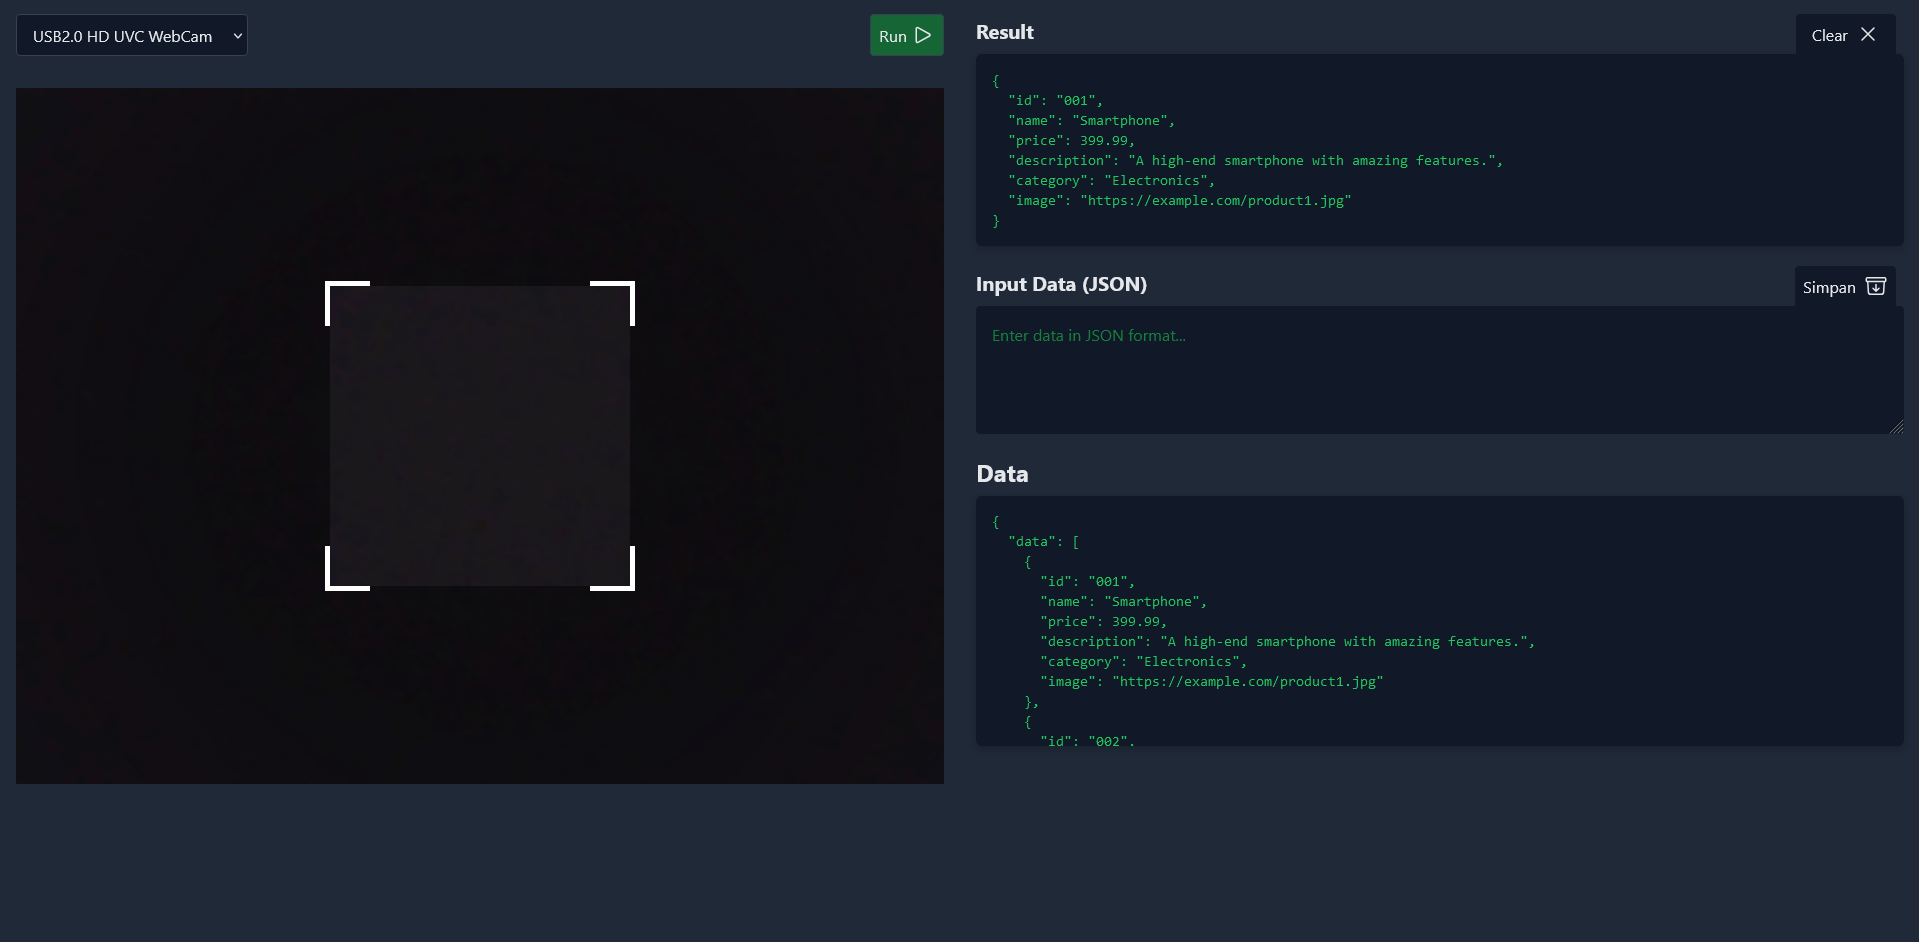 USB2.0 HD UVC WebCam
Run
Result
Clear
{
"id": "001",
"name": "Smartphone",
"price": 399.99,
"description": "A high-end smartphone with amazing features.",
"category": "Electronics",
"image": "https://example.com/product1.jpg"
}
Input Data (JSON)
Simpan
Enter data in JSON format...
Data
{
"data": [
{
"id": "001",
"name": "Smartphone",
"price": 399.99,
"description": "A high-end smartphone with amazing features.",
"category": "Electronics",
"image": "https://example.com/product1.jpg"
},
{
"id": "002",